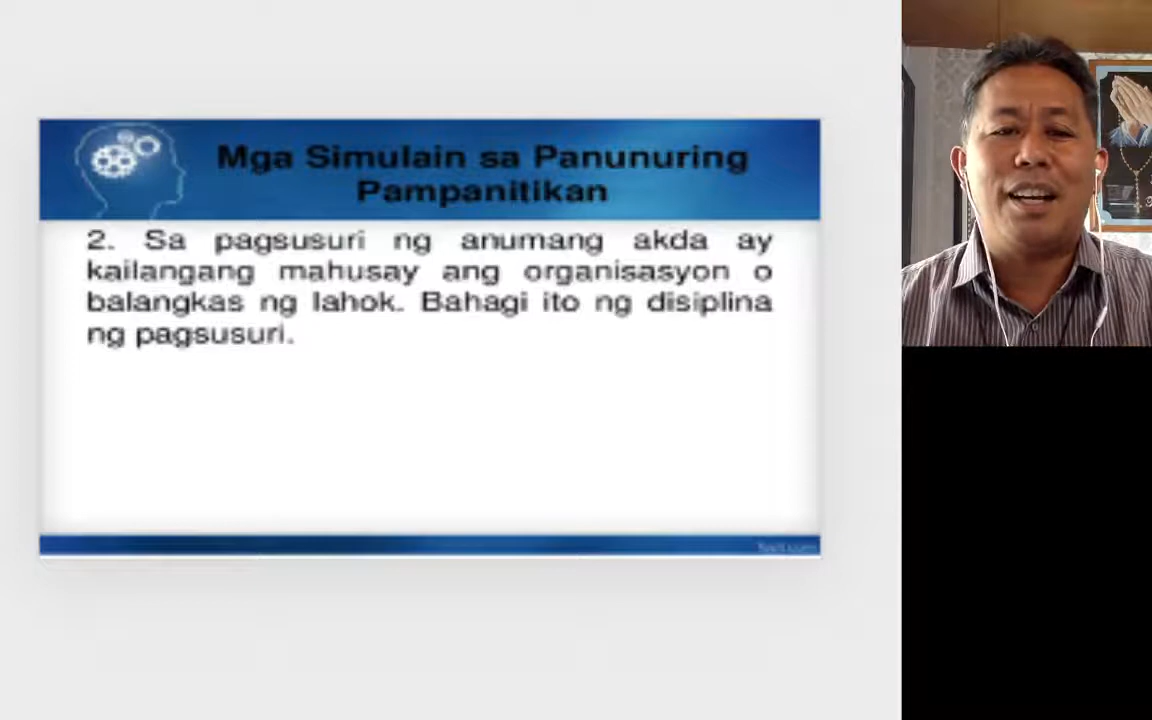 Mga Simulain sa Panunuring
Pampanitikan
2. Sa pagsusuri ng anumang akda ay
kailangang mahusay ang organisasyon o
balangkas ng lahok. Bahagi ito ng disiplina
ng pagsusuri.